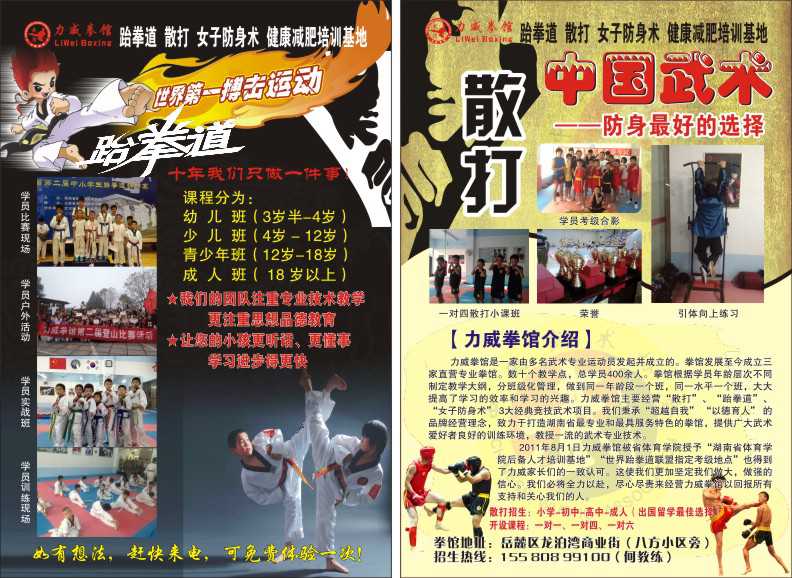 力威拳馆
LiWei Boxing
跆拳道 散打 女子防身术 健康减肥培训基地
世界第一搏击运动
跆拳道
十年我们只做一件事!
课程分为:
幼 儿 班(3岁半-4岁)
少 儿 班(4岁-12岁)
青少年班(12岁-18岁)
成 人 班( 18 岁以上)
★我们的团队注重专业技术教学
更注重思想品德教育
★让您的小孩更听话、更懂事
学习进步得更快
学员比赛现场
学员户外活动
学员实战班
学员训练现场
力威拳馆第二届登山比赛活动
如有想法,赶快来电,可免费体验一次!
力威拳馆
LiWei Boxing
跆拳道 散打 女子防身术 健康减肥培训基地
散打
中国武术
——防身最好的选择
学员考级合影
一对四散打小课班
荣誉
引体向上练习
【 力威拳馆介绍 】
力威拳馆是一家由多名武术专业运动员发起并成立的。拳馆发展至今成立三
家直营专业拳馆。数十个教学点,总学员400余人。拳馆根据学员年龄层次不同
制定教学大纲,分班级化管理,做到同一年龄段一个班,同一水平一个班,大大
提高了学习的效率和学习的兴趣。力威拳馆主要经营“散打”、“跆拳道”、
“女子防身术”3大经典竞技武术项目。我们秉承“超越自我”“以德育人”的
品牌经营理念,致力于打造湖南省最专业和最具服务特色的拳馆,提供广大武术
爱好者良好的训练环境,教授一流的武术专业技术。
2011年8月1日力威拳馆被省体育学院授予“湖南省体育学
院后备人才培训基地”“世界跆拳道联盟指定考级地点”也得到
了力威家长们的一致认可。这使我们更加坚定我们做大,做强的
信心。我们必将全力以赴,尽心尽责来经营力威拳馆以回报所有
支持和关心我们的人。
散打招生:小学-初中-高中-成人(出国留学最佳选择)
开设课程:一对一、一对四、一对六
拳馆地址:岳麓区龙泊湾商业街(八方小区旁)
招生热线:155 808 99100(何教练)